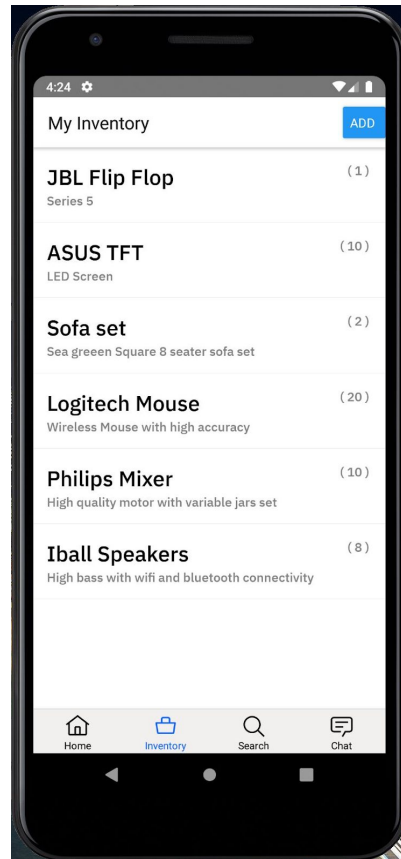 4:24
My Inventory
ADD
JBL Flip Flop
(1)
Series 5
ASUS TFT
(10)
LED Screen
Sofa set
(2)
Sea greeen Square 8 seater sofa set
Logitech Mouse
(20)
Wireless Mouse with high accuracy
Philips Mixer
(10)
High quality motor with variable jars set
Iball Speakers
(8)
High bass with wifi and bluetooth connectivity
Home
Inventory
Search
Chat